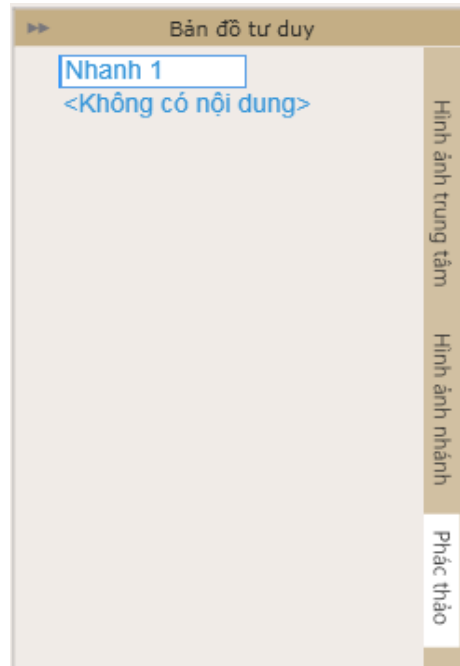 Bản đồ tư duy
Nhanh 1
<Không có nội dung>
Hình ảnh trung tâm
Hình ảnh nhánh
Phác thảo